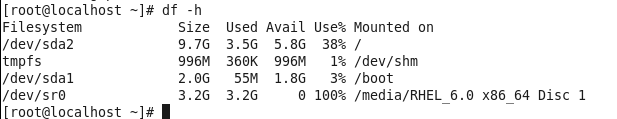 [root@localhost ~]# df -h
Filesystem            Size  Used Avail Use% Mounted on
/dev/sda2             9.7G  3.5G  5.8G  38% /
tmpfs                 996M  360K  996M   1% /dev/shm
/dev/sda1             2.0G   55M  1.8G   3% /boot
/dev/sr0              3.2G  3.2G     0 100% /media/RHEL_6.0 x86_64 Disc 1
[root@localhost ~]#